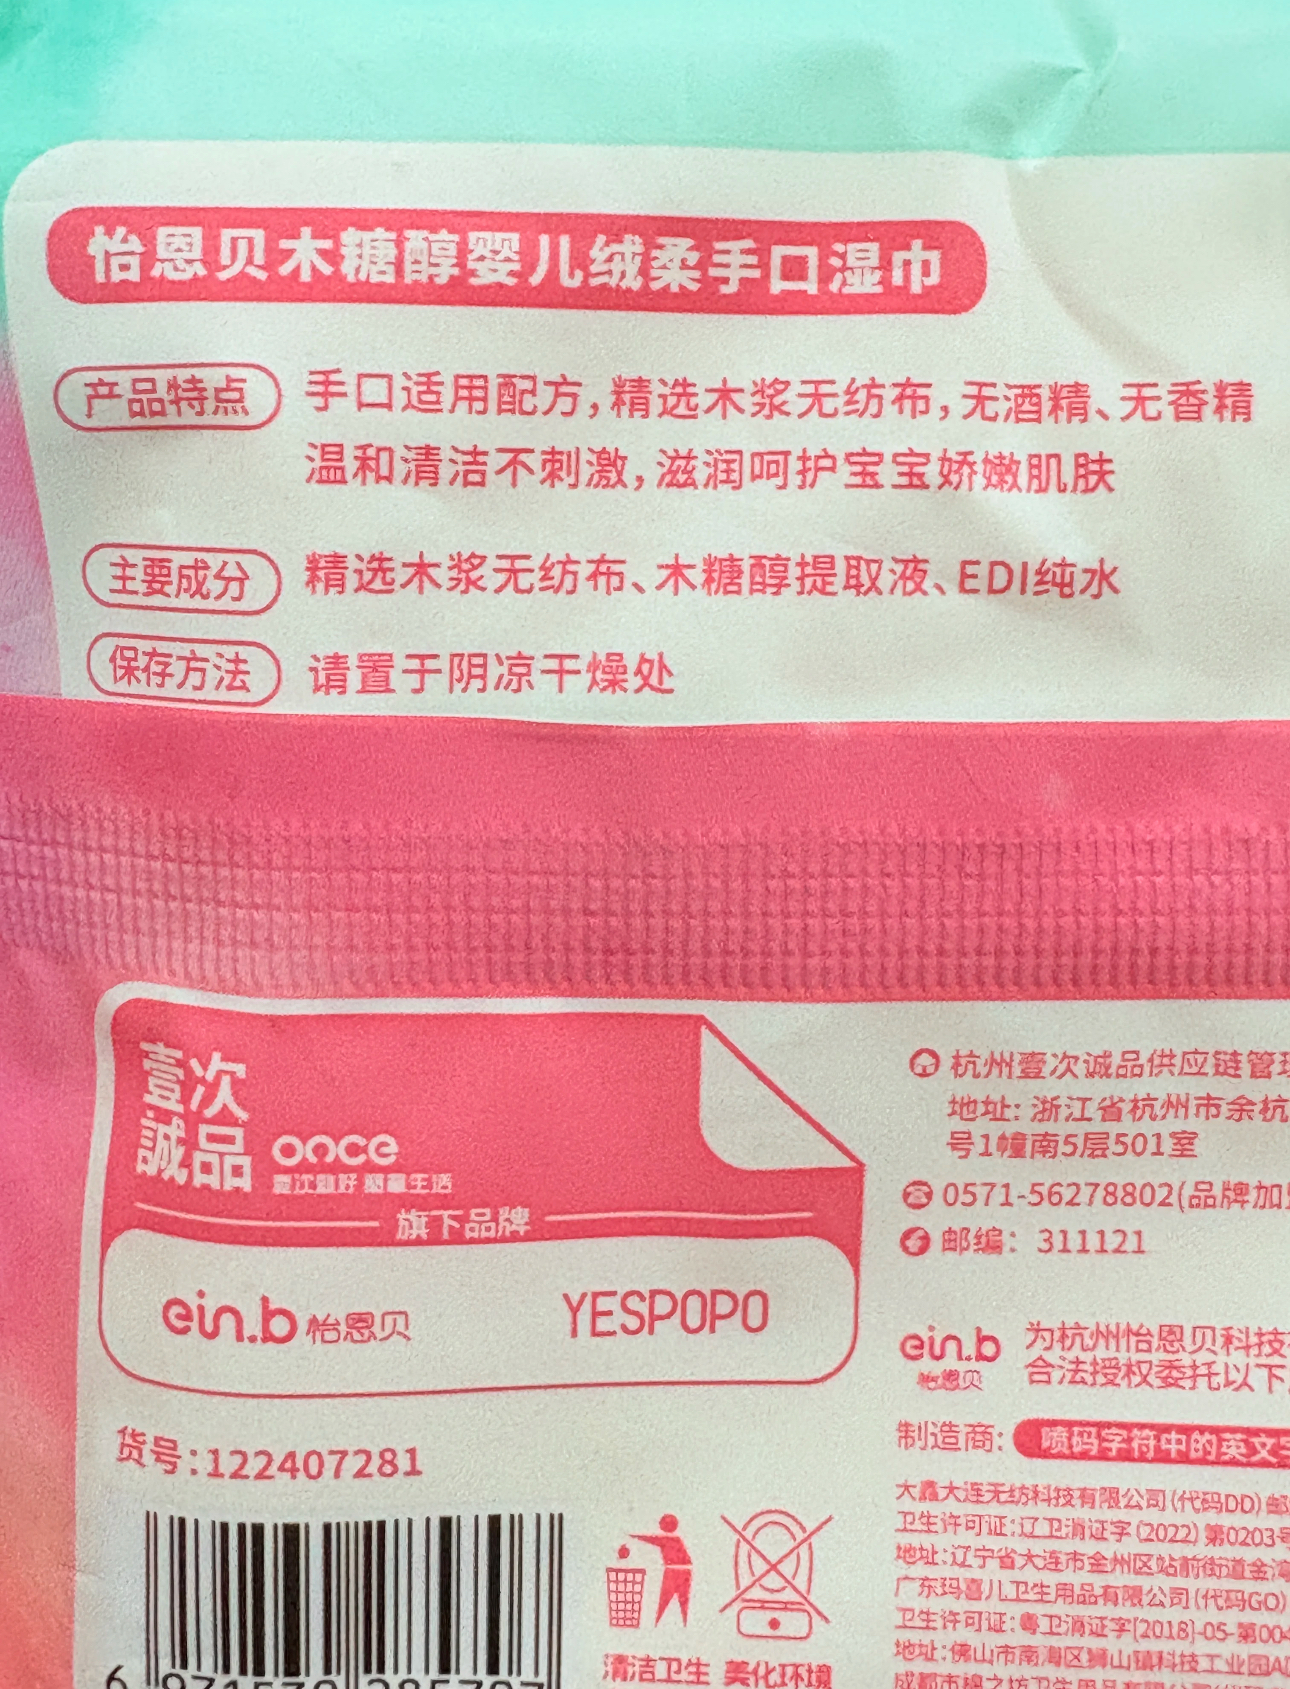 怡恩贝木糖醇婴儿绒柔手口湿巾
产品特点 手口适用配方,精选木浆无纺布,无酒精、无香精
温和清洁不刺激,滋润呵护宝宝娇嫩肌肤
主要成分 精选木浆无纺布、木糖醇提取液、EDI纯水
保存方法 请置于阴凉干燥处
壹次
誠品 once
旗下品牌
ein.b 怡恩贝 YESPOPO
货号:122407281
清洁卫生 美化环境
杭州壹次诚品供应链管
地址: 浙江省杭州市余杭
号1幢南5层501室
0571-56278802(品牌加
邮编: 311121
ein.b 为杭州怡恩贝科技
怡恩贝 合法授权委托以下
制造商: 喷码字符中的英文
大鑫大连无纺科技有限公司(代码DD)
卫生许可证:辽卫消证字(2022)第0203号
地址:辽宁省大连市金州区站前街道金
广东玛喜儿卫生用品有限公司(代码GO)
卫生许可证:粤卫消证字[2018]-05-第00
地址:佛山市南海区狮山镇科技工业园A